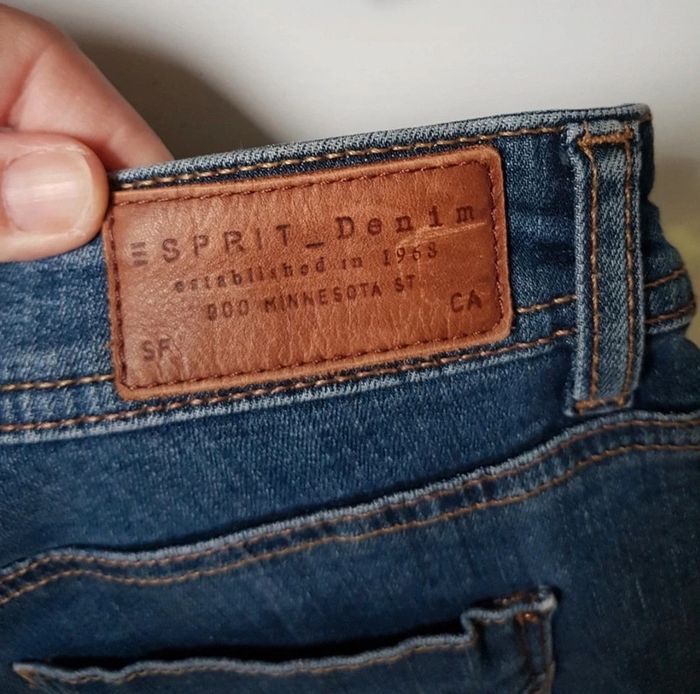 ESPRIT_Denim
established in 1968
900 MINNESOTA ST
SF CA